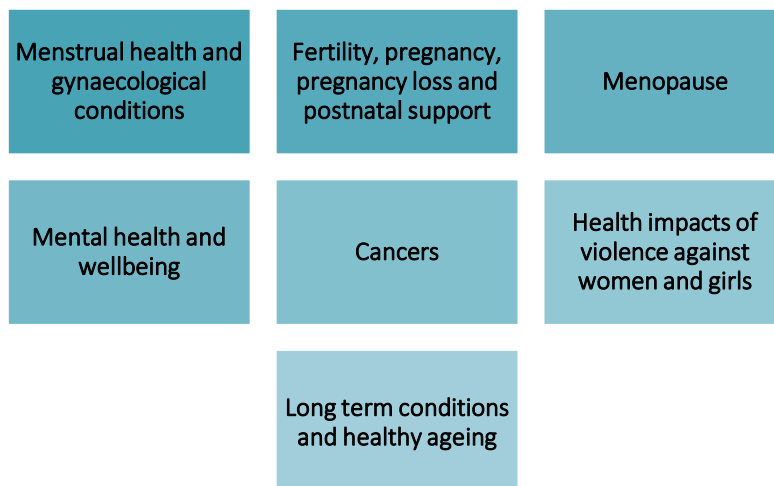 Menstrual health and
gynaecological
conditions
Fertility, pregnancy,
pregnancy loss and
postnatal support
Menopause
Mental health and
wellbeing
Cancers
Health impacts of
violence against
women and girls
Long term conditions
and healthy ageing